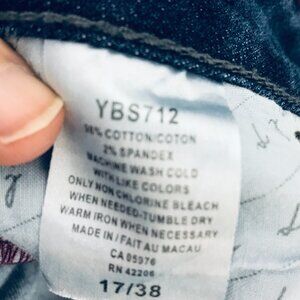 YBS712
98% COTTON/COTON
2% SPANDEX
MACHINE WASH COLD
WITH LIKE COLORS
ONLY NON CHLORINE BLEACH
WHEN NEEDED-TUMBLE DRY
WARM IRON WHEN NECESSARY
MADE IN / FAIT AU MACAU
CA 05976
RN 42206
17/38